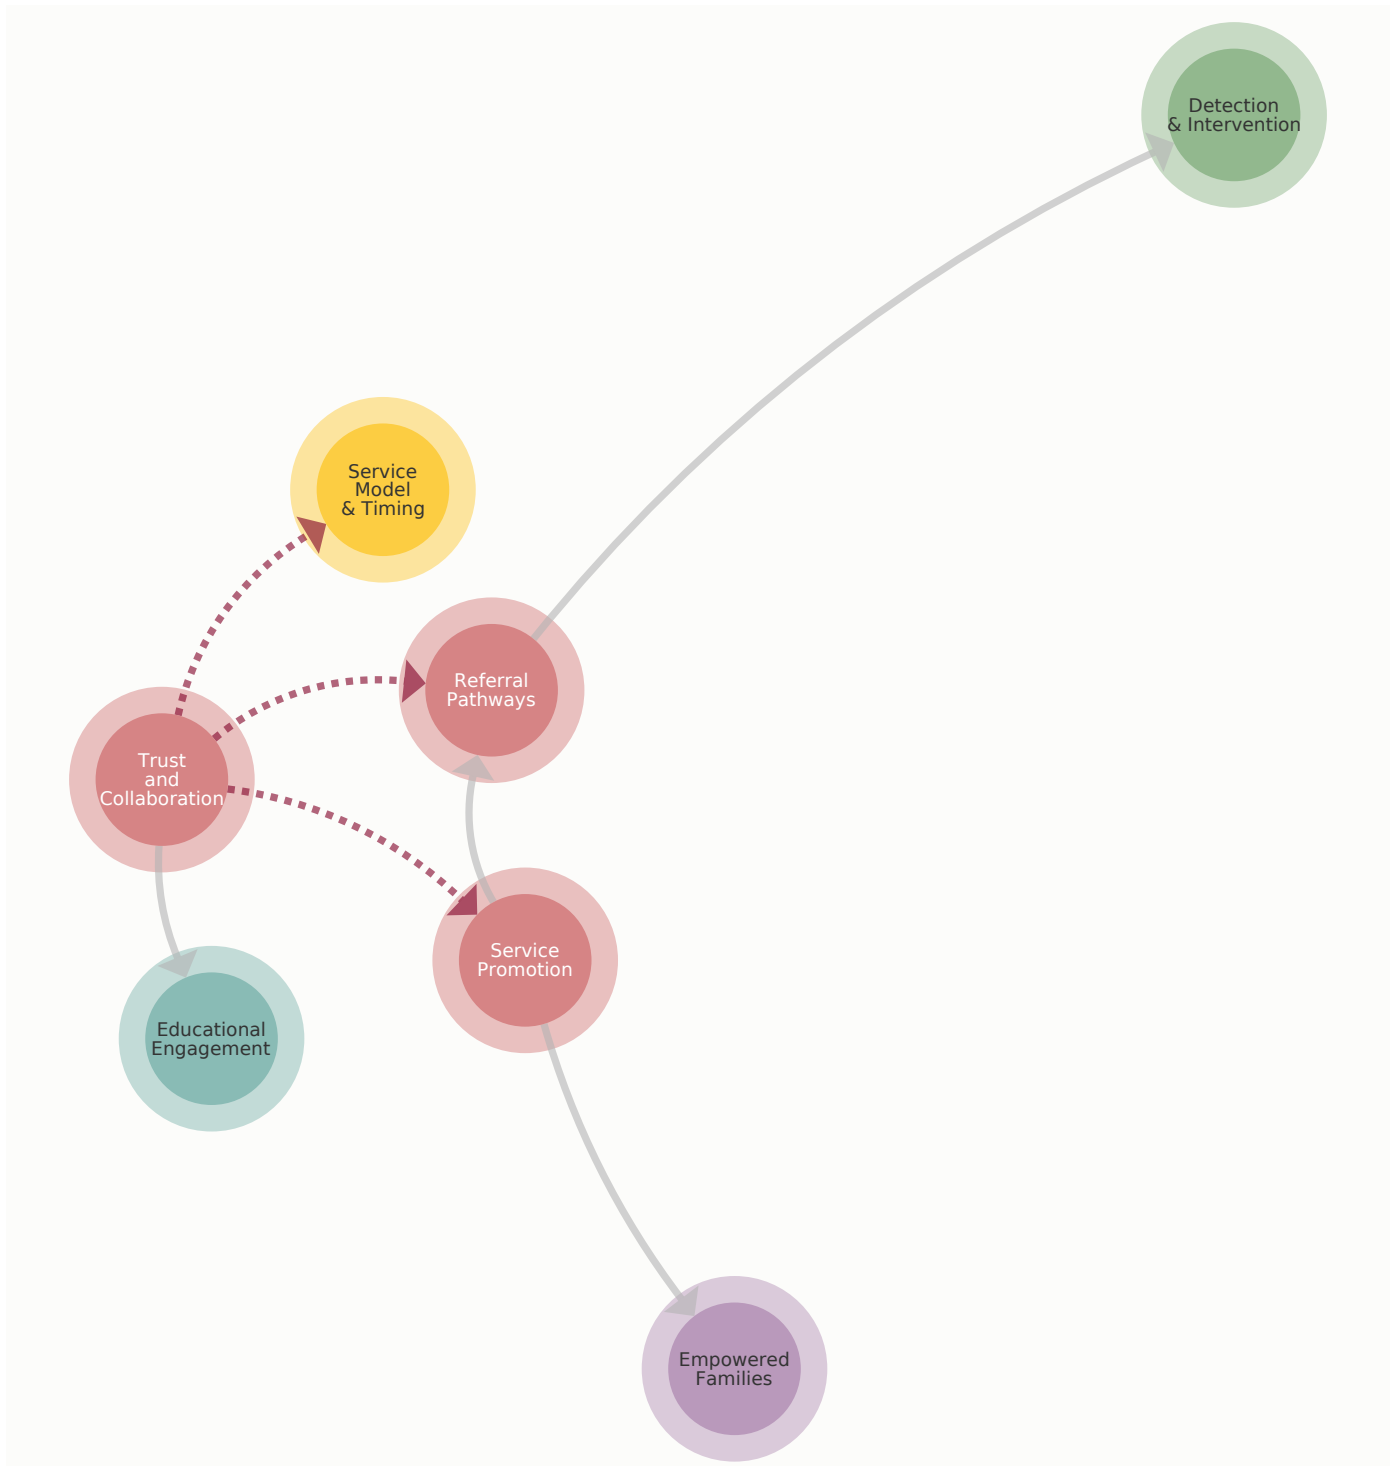 Detection
& Intervention
Service
Model
& Timing
Referral
Pathways
Trust
and
Collaboration
Service
Promotion
Educational
Engagement
Empowered
Families